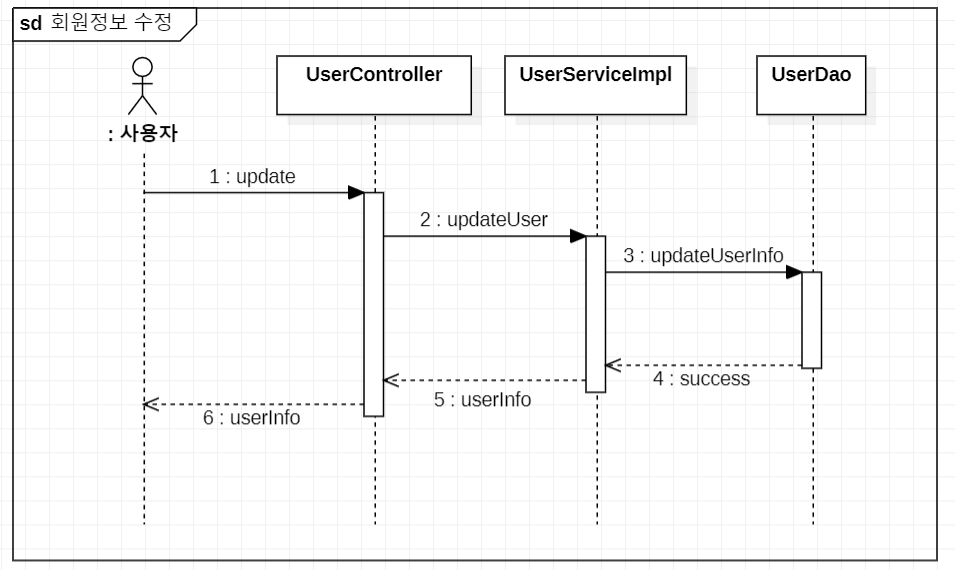 sd 회원정보 수정
UserController
UserServiceImpl
UserDao
: 사용자
1 : update
2 : updateUser
3 : updateUserInfo
4 : success
5 : userInfo
6 : userInfo